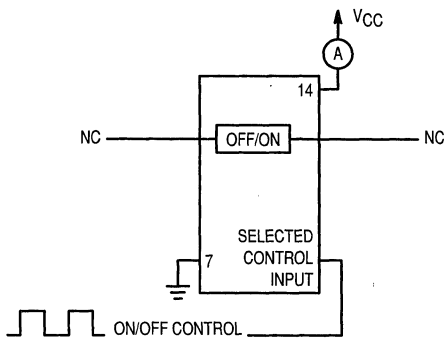 VCC
A
14
NC
OFF/ON
NC
7
SELECTED
CONTROL
INPUT
ON/OFF CONTROL